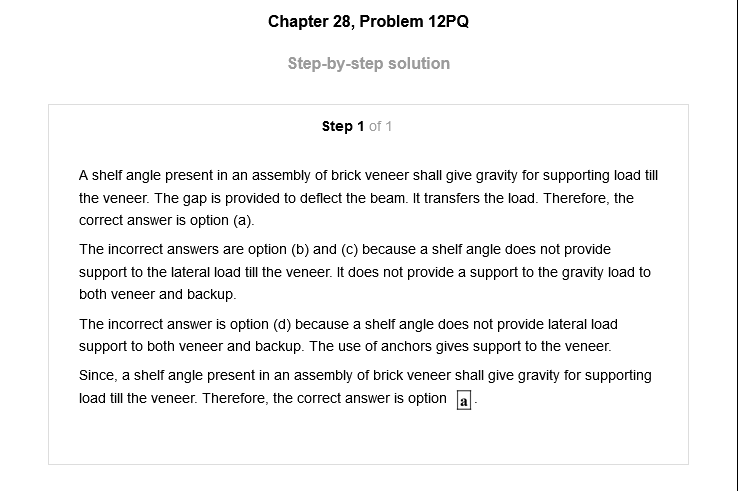 Chapter 28, Problem 12PQ
Step-by-step solution
Step 1 of 1
A shelf angle present in an assembly of brick veneer shall give gravity for supporting load till
the veneer. The gap is provided to deflect the beam. It transfers the load. Therefore, the
correct answer is option (a).
The incorrect answers are option (b) and (c) because a shelf angle does not provide
support to the lateral load till the veneer. It does not provide a support to the gravity load to
both veneer and backup.
The incorrect answer is option (d) because a shelf angle does not provide lateral load
support to both veneer and backup. The use of anchors gives support to the veneer.
Since, a shelf angle present in an assembly of brick veneer shall give gravity for supporting
load till the veneer. Therefore, the correct answer is option a.